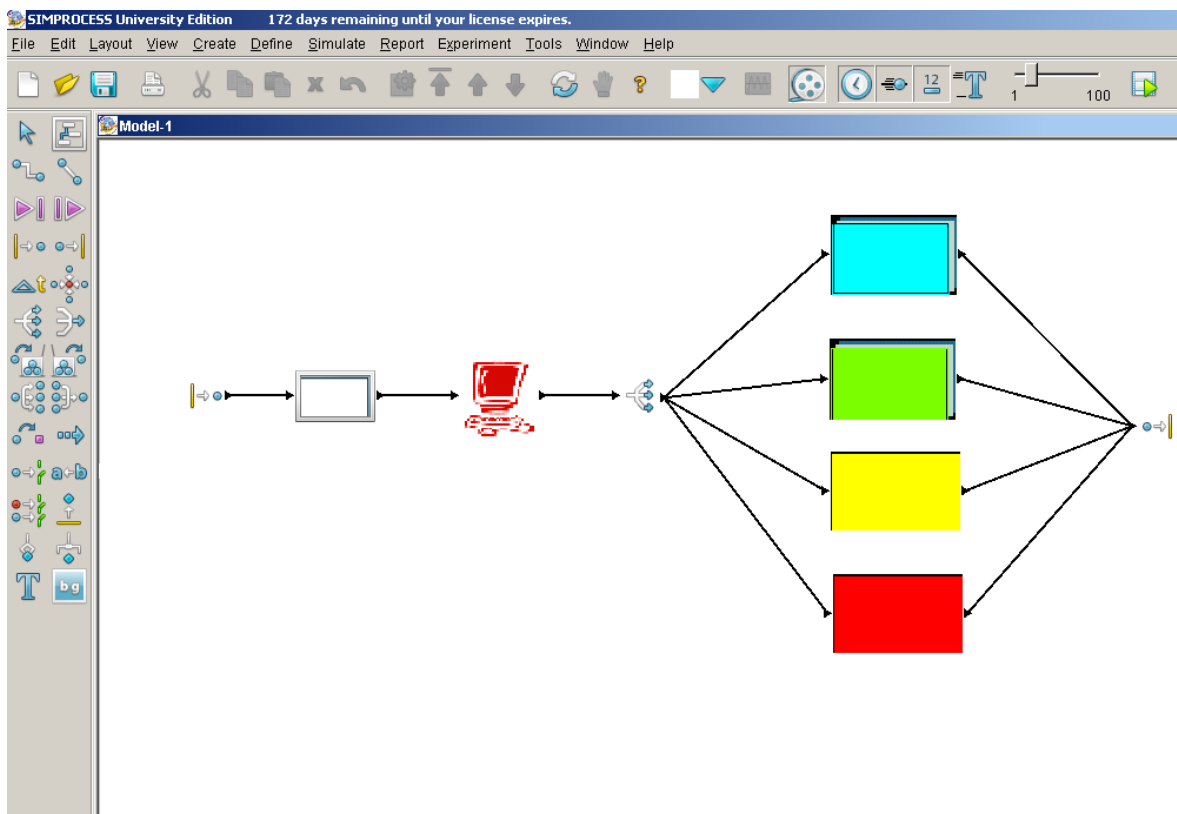 SIMPROCESS University Edition 172 days remaining until your license expires.
File Edit Layout View Create Define Simulate Report Experiment Tools Window Help
12 T 1 100
Model-1
a b
T bg